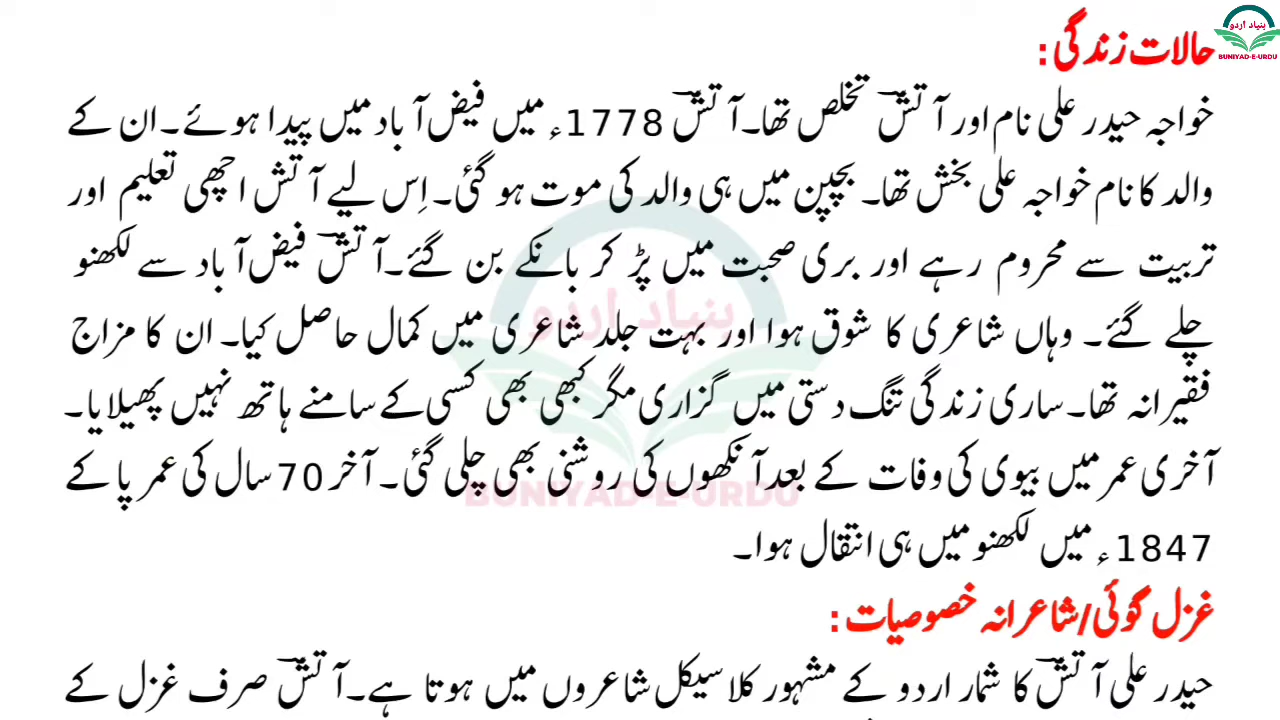 بنیاد اردو
BUNIYAD-E-URDU
حالات زندگی:
خواجہ حیدر علی نام اور آتشؔ تخلص تھا۔ آتشؔ 1778ء میں فیض آباد میں پیدا ہوئے۔ ان کے
والد کا نام خواجہ علی بخش تھا۔ بچپن میں ہی والد کی موت ہو گئی۔ اِس لیے آتش اچھی تعلیم اور
تربیت سے محروم رہے اور بری صحبت میں پڑ کر بانکے بن گئے۔ آتشؔ فیض آباد سے لکھنو
چلے گئے۔ وہاں شاعری کا شوق ہوا اور بہت جلد شاعری میں کمال حاصل کیا۔ ان کا مزاج
فقیرانہ تھا۔ ساری زندگی تنگ دستی میں گزاری مگر کبھی بھی کسی کے سامنے ہاتھ نہیں پھیلایا۔
آخری عمر میں بیوی کی وفات کے بعد آنکھوں کی روشنی بھی چلی گئی۔ آخر 70 سال کی عمر پا کے
1847ء میں لکھنو میں ہی انتقال ہوا۔
غزل گوئی/شاعرانہ خصوصیات:
حیدر علی آتشؔ کا شمار اردو کے مشہور کلاسیکل شاعروں میں ہوتا ہے۔ آتشؔ صرف غزل کے
بنیاد اردو
BUNIYAD-E-URDU